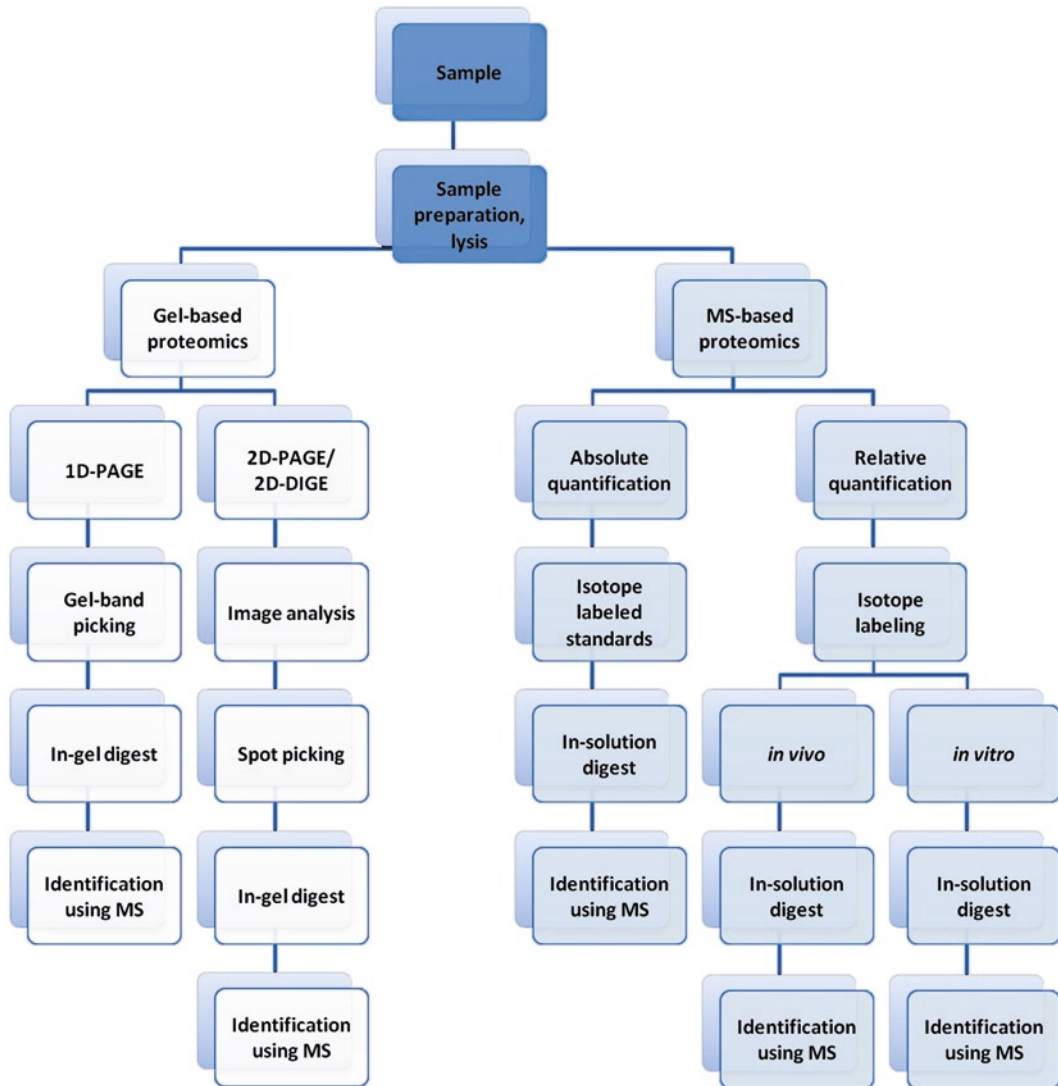 Sample
Sample
preparation,
lysis
Gel-based
proteomics
MS-based
proteomics
1D-PAGE
2D-PAGE/
2D-DIGE
Absolute
quantification
Relative
quantification
Gel-band
picking
Image analysis
Isotope
labeled
standards
Isotope
labeling
In-gel digest
Spot picking
In-solution
digest
in vivo
in vitro
Identification
using MS
In-gel digest
Identification
using MS
In-solution
digest
In-solution
digest
Identification
using MS
Identification
using MS
Identification
using MS